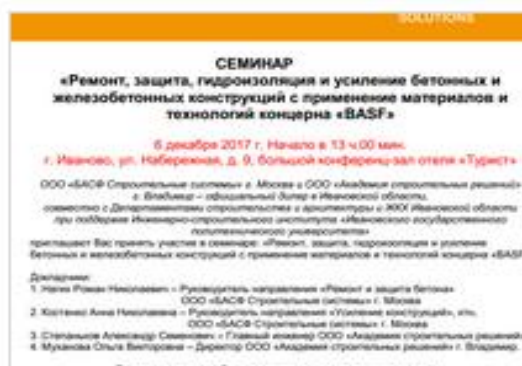 SOLUTIONS
СЕМИНАР
«Ремонт, защита, гидроизоляция и усиление бетонных и
железобетонных конструкций с применение материалов и
технологий концерна «BASF»
6 декабря 2017 г. Начало в 13 ч.00 мин.
г. Иваново, ул. Набережная, д. 9, большой конференц-зал отеля «Турист»
ООО «БАСФ Строительные системы» г. Москва и ООО «Академия строительных решений»
г. Владимир – официальный дилер в Ивановской области,
совместно с Департаментами строительства и архитектуры и ЖКХ Ивановской области
при поддержке Инженерно-строительного института «Ивановского государственного
политехнического университета»
приглашают Вас принять участие в семинаре: «Ремонт, защита, гидроизоляция и усиление
бетонных и железобетонных конструкций с применение материалов и технологий концерна «BASF»
Докладчики:
1. Роман Николаевич – Руководитель направления «Ремонт и защита бетона»
ООО «БАСФ Строительные системы» г. Москва
2. Костенко Анна Николаевна – Руководитель направления «Усиление конструкций», ктн.
ООО «БАСФ Строительные системы» г. Москва
3. Степаньков Александр Семенович – Главный инженер ООО «Академия строительных решений»
4. Муханова Ольга Викторовна – Директор ООО «Академия строительных решений» г. Владимир.